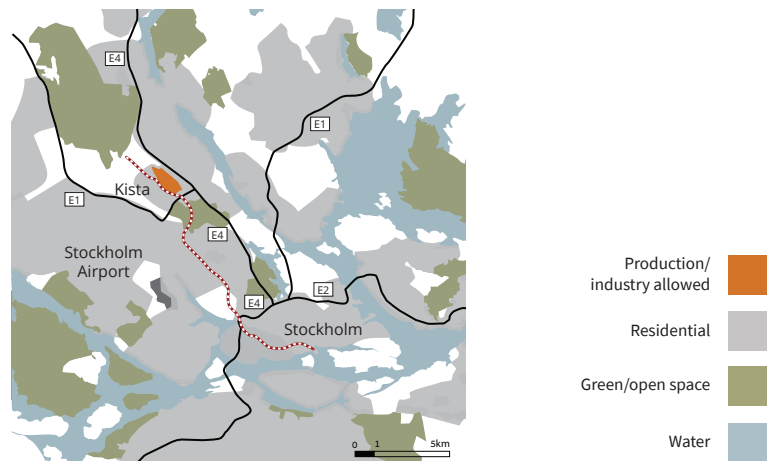 E4
E1
Kista
E1
E4
Stockholm
Airport
E2
E4
Stockholm
0 1 5km
Production/
industry allowed
Residential
Green/open space
Water